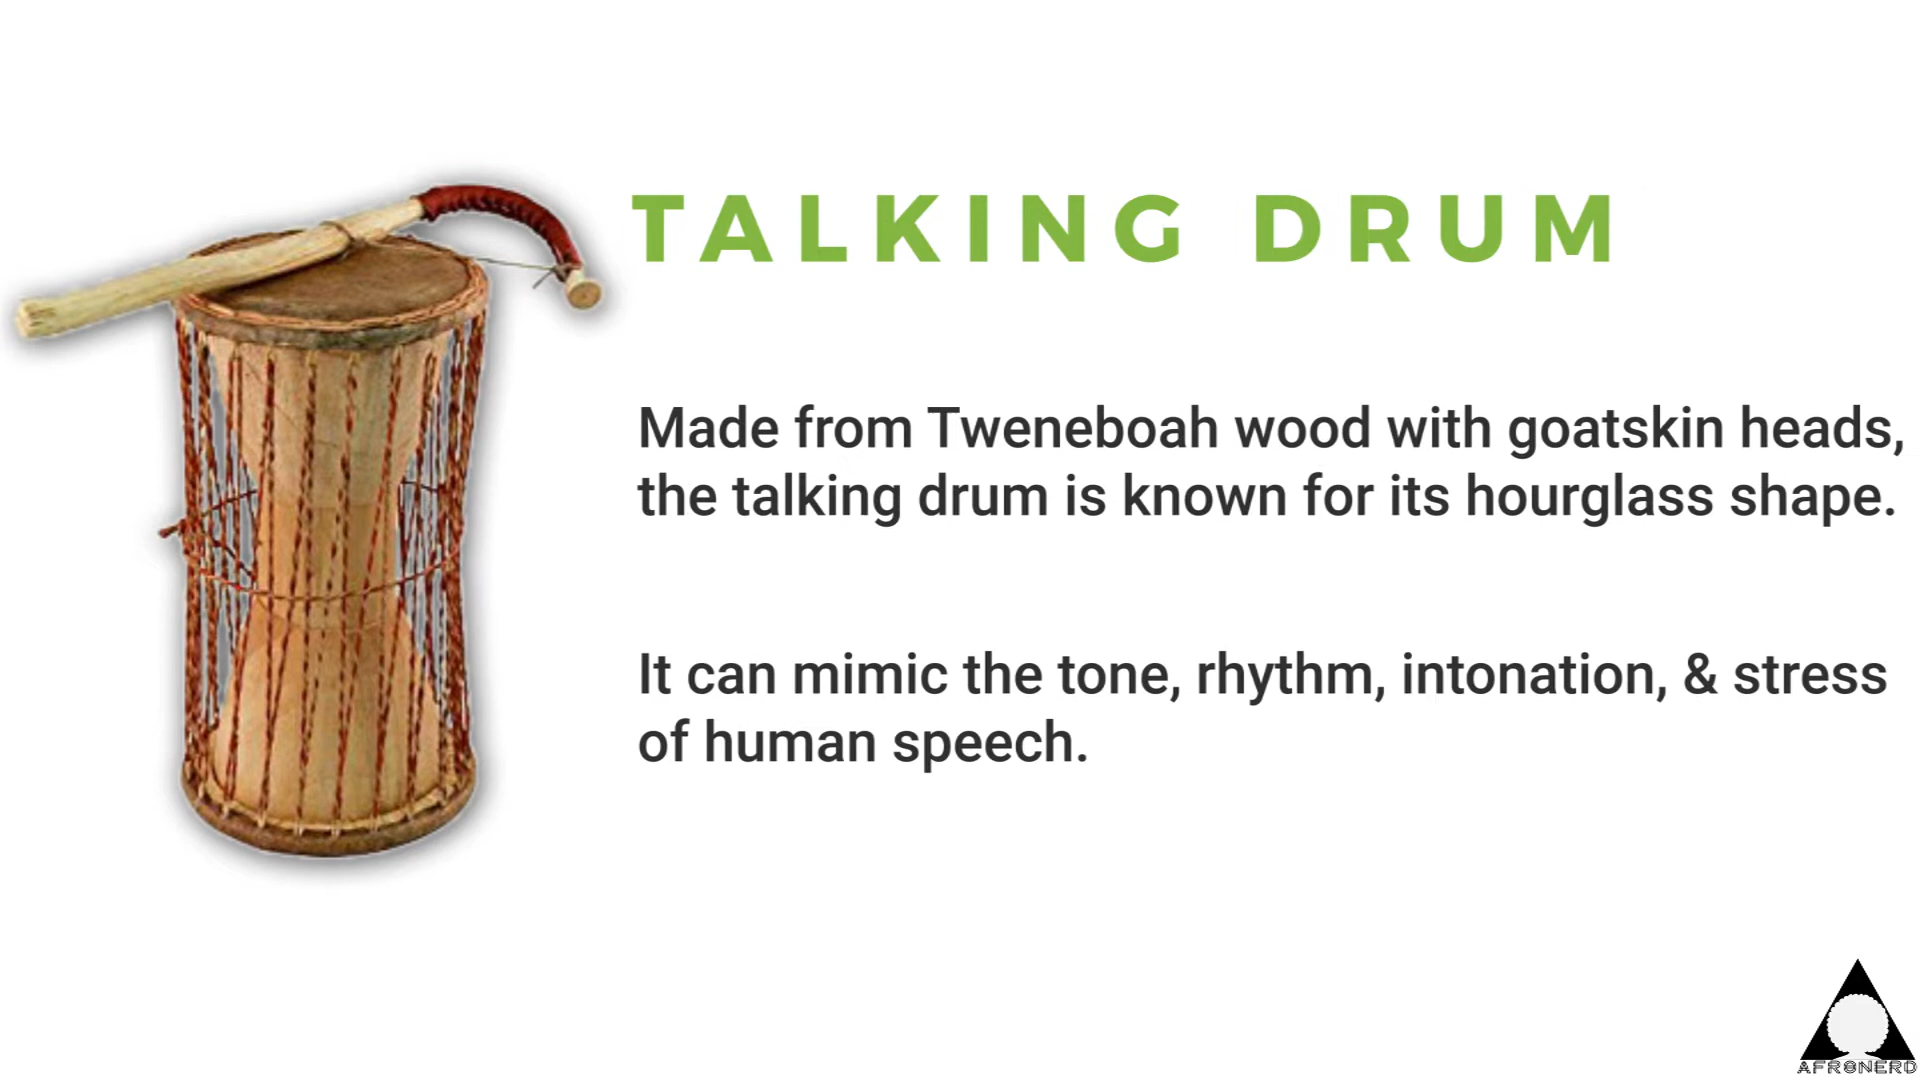 TALKING DRUM
Made from Tweneboah wood with goatskin heads,
the talking drum is known for its hourglass shape.
It can mimic the tone, rhythm, intonation, & stress
of human speech.
AFRONERD